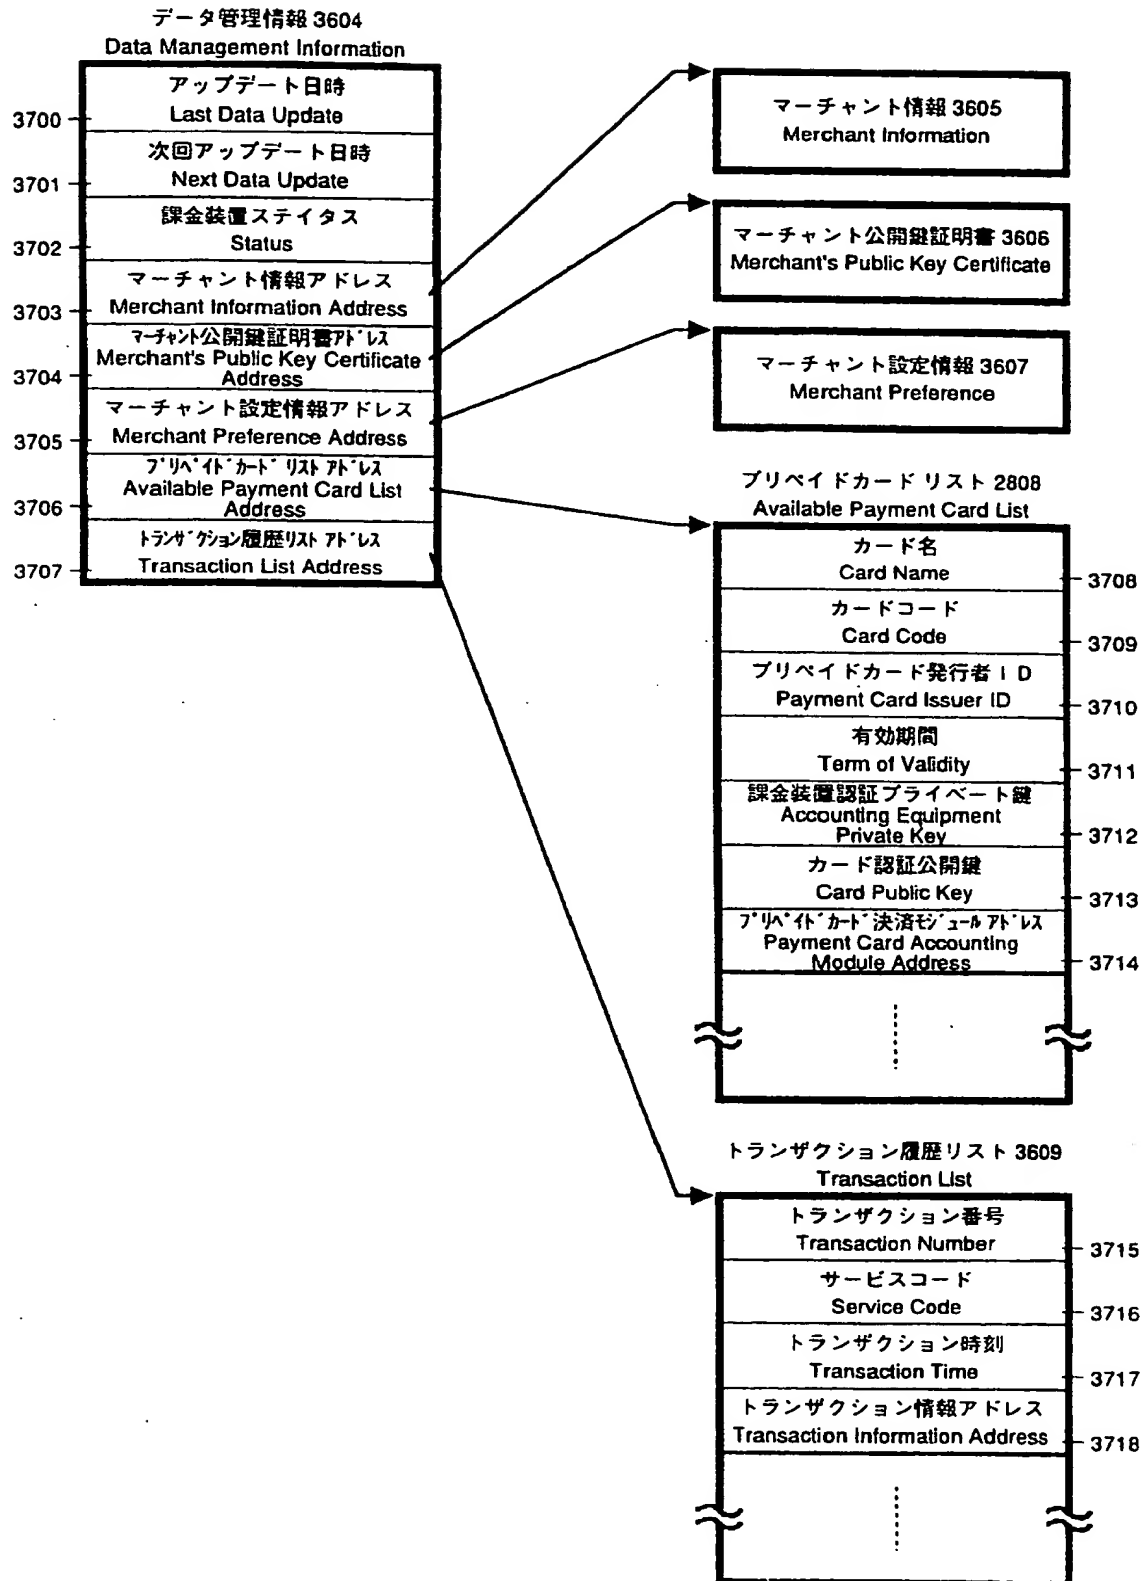 データ管理情報 3604
Data Management Information
アップデート日時
Last Data Update
3700
次回アップデート日時
Next Data Update
3701
課金装置ステイタス
Status
3702
マーチャント情報アドレス
Merchant Information Address
3703
マーチャント公開鍵証明書アドレス
Merchant's Public Key Certificate
Address
3704
マーチャント設定情報アドレス
Merchant Preference Address
3705
プリペイドカード リスト アドレス
Available Payment Card List
Address
3706
トランザクション履歴リスト アドレス
Transaction List Address
3707
マーチャント情報 3605
Merchant Information
マーチャント公開鍵証明書 3606
Merchant's Public Key Certificate
マーチャント設定情報 3607
Merchant Preference
プリペイドカード リスト 2808
Available Payment Card List
カード名
Card Name
3708
カードコード
Card Code
3709
プリペイドカード発行者ID
Payment Card Issuer ID
3710
有効期間
Term of Validity
3711
課金装置認証プライベート鍵
Accounting Equipment
Private Key
3712
カード認証公開鍵
Card Public Key
3713
プリペイドカード決済モジュールアドレス
Payment Card Accounting
Module Address
3714
トランザクション履歴リスト 3609
Transaction List
トランザクション番号
Transaction Number
3715
サービスコード
Service Code
3716
トランザクション時刻
Transaction Time
3717
トランザクション情報アドレス
Transaction Information Address
3718